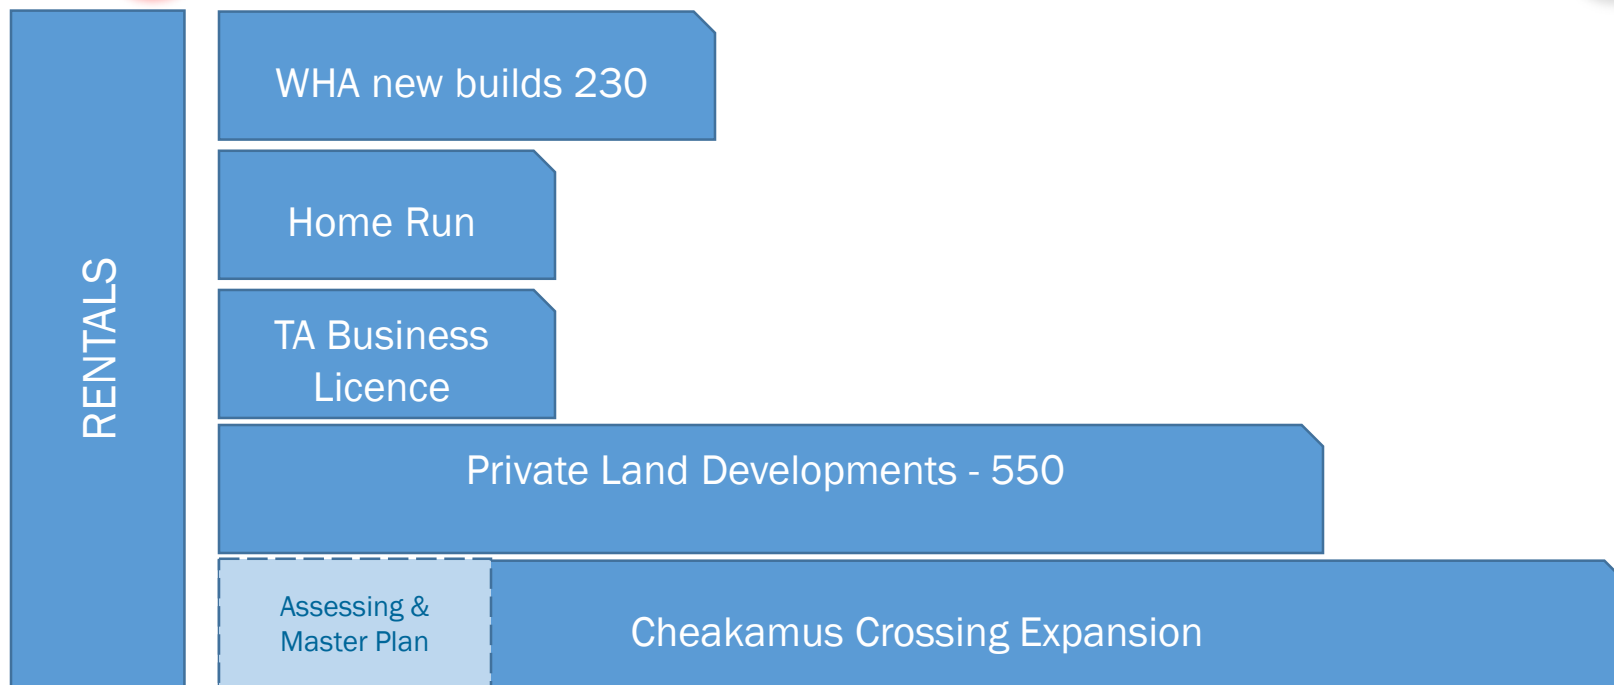 RENTALS
WHA new builds 230
Home Run
TA Business
Licence
Private Land Developments - 550
Assessing &
Master Plan
Cheakamus Crossing Expansion